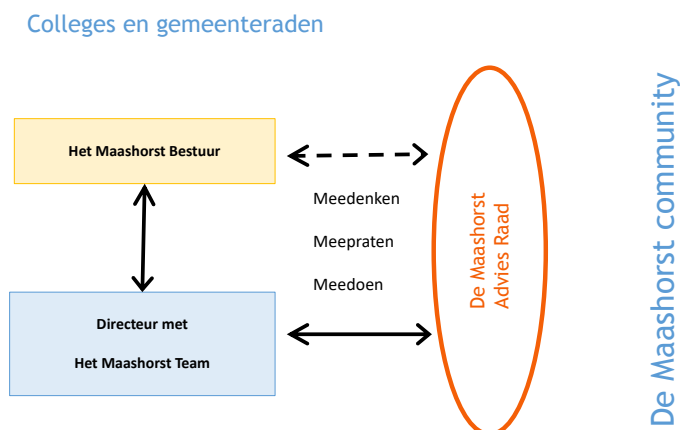 Colleges en gemeenteraden
Het Maashorst Bestuur
Meedenken
Meepraten
Meedoen
Directeur met
Het Maashorst Team
De Maashorst
Advies Raad
De Maashorst community